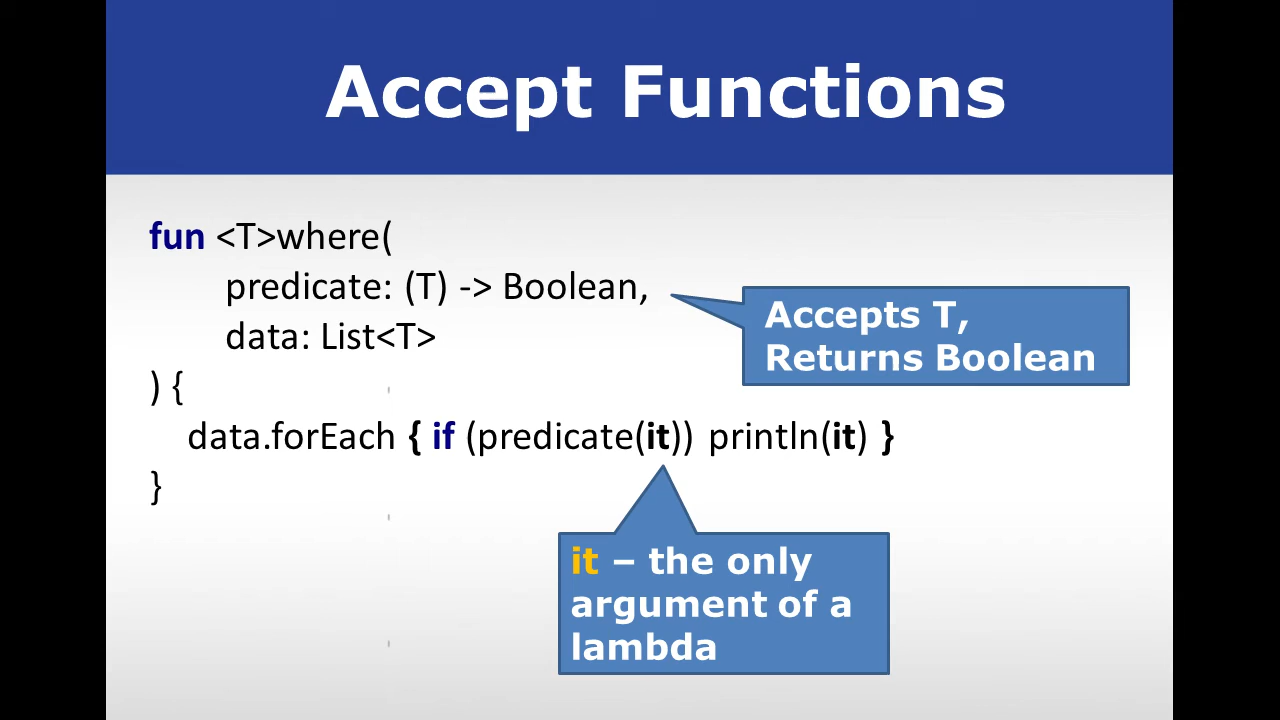 Accept Functions
fun <T>where(
predicate: (T) -> Boolean,
data: List<T>
) {
data.forEach { if (predicate(it)) println(it) }
}
Accepts T,
Returns Boolean
it – the only
argument of a
lambda